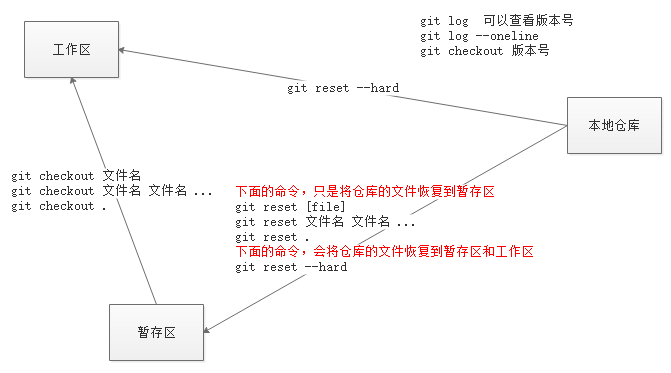 git log  可以查看版本号
git log --oneline
git checkout 版本号
工作区
git reset --hard
本地仓库
git checkout 文件名
git checkout 文件名 文件名 ...
git checkout .
下面的命令，只是将仓库的文件恢复到暂存区
git reset [file]
git reset 文件名 文件名 ...
git reset .
下面的命令，会将仓库的文件恢复到暂存区和工作区
git reset --hard
暂存区